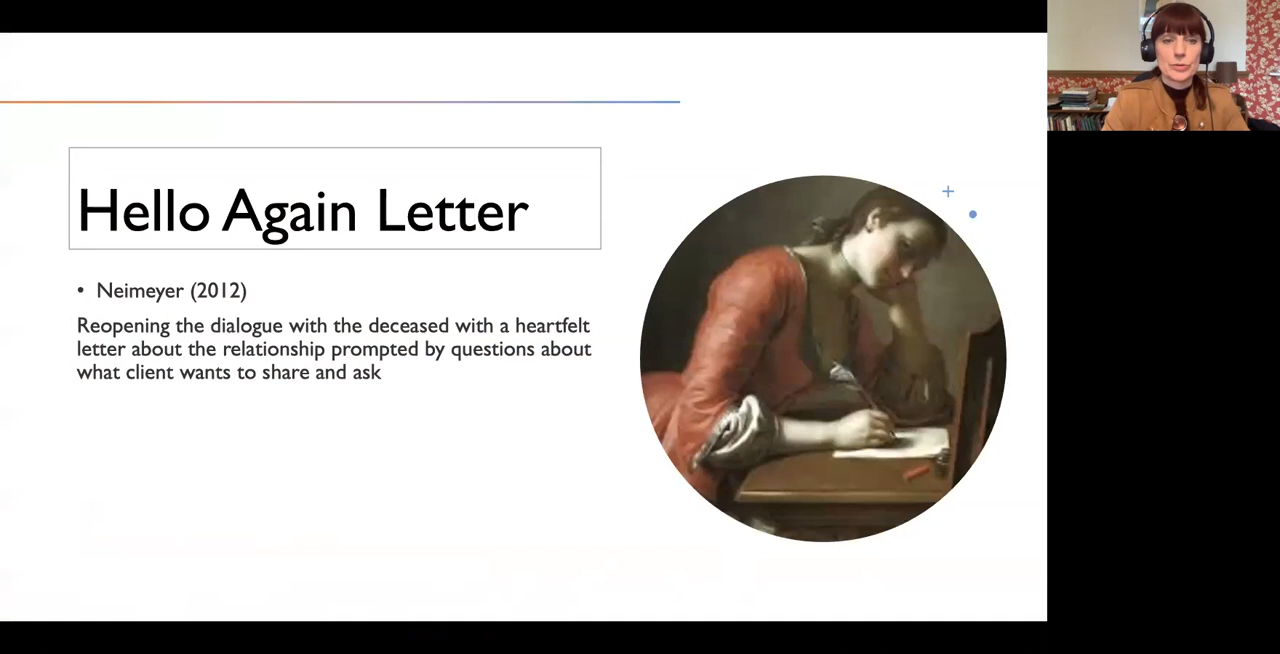 Hello Again Letter
• Neimeyer (2012)
Reopening the dialogue with the deceased with a heartfelt
letter about the relationship prompted by questions about
what client wants to share and ask